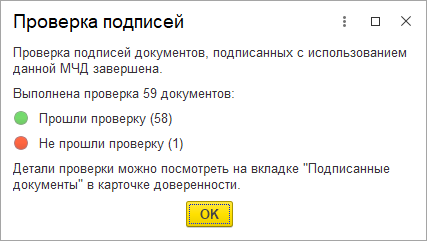 Проверка подписей
Проверка подписей документов, подписанных с использованием
данной МЧД завершена.
Выполнена проверка 59 документов:
Прошли проверку (58)
Не прошли проверку (1)
Детали проверки можно посмотреть на вкладке "Подписанные
документы" в карточке доверенности.
ОК